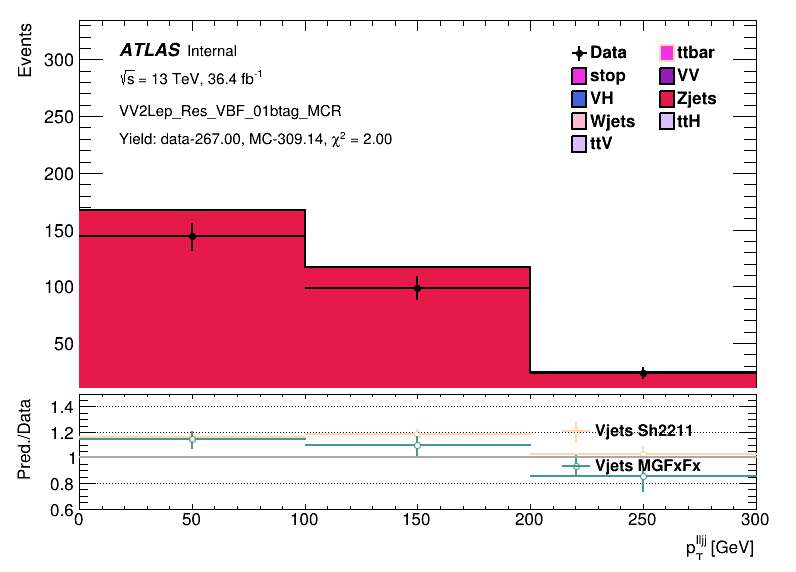 Events
ATLAS Internal
√s = 13 TeV, 36.4 fb⁻¹
VV2Lep_Res_VBF_01btag_MCR
Yield: data-267.00, MC-309.14, χ² = 2.00
Data
ttbar
stop
VV
VH
Zjets
Wjets
ttH
ttV
300
250
200
150
100
50
Pred./Data
1.4
1.2
1
0.8
0.6
Vjets Sh2211
Vjets MGFxFx
0 50 100 150 200 250 300
p_T^lljj [GeV]